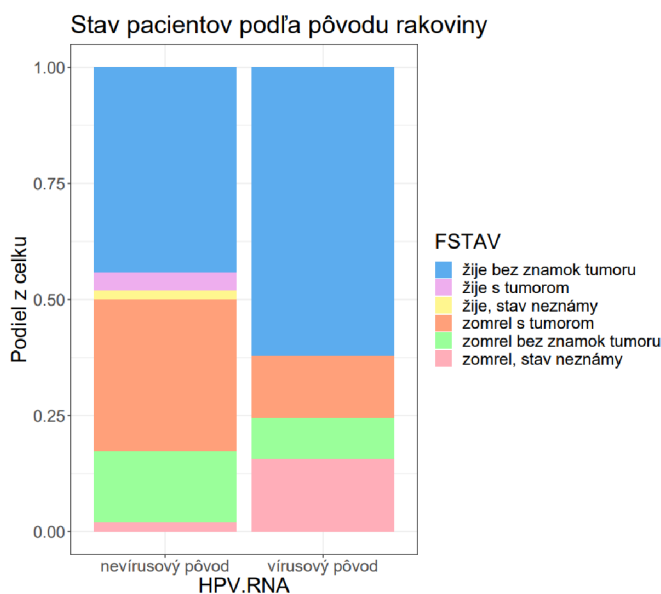 Stav pacientov podľa pôvodu rakoviny
1.00
0.75
0.50
0.25
0.00
Podiel z celku
nevírusový pôvod
vírusový pôvod
HPV.RNA
FSTAV
žije bez znamok tumoru
žije s tumorom
žije, stav neznámy
zomrel s tumorom
zomrel bez znamok tumoru
zomrel, stav neznámy